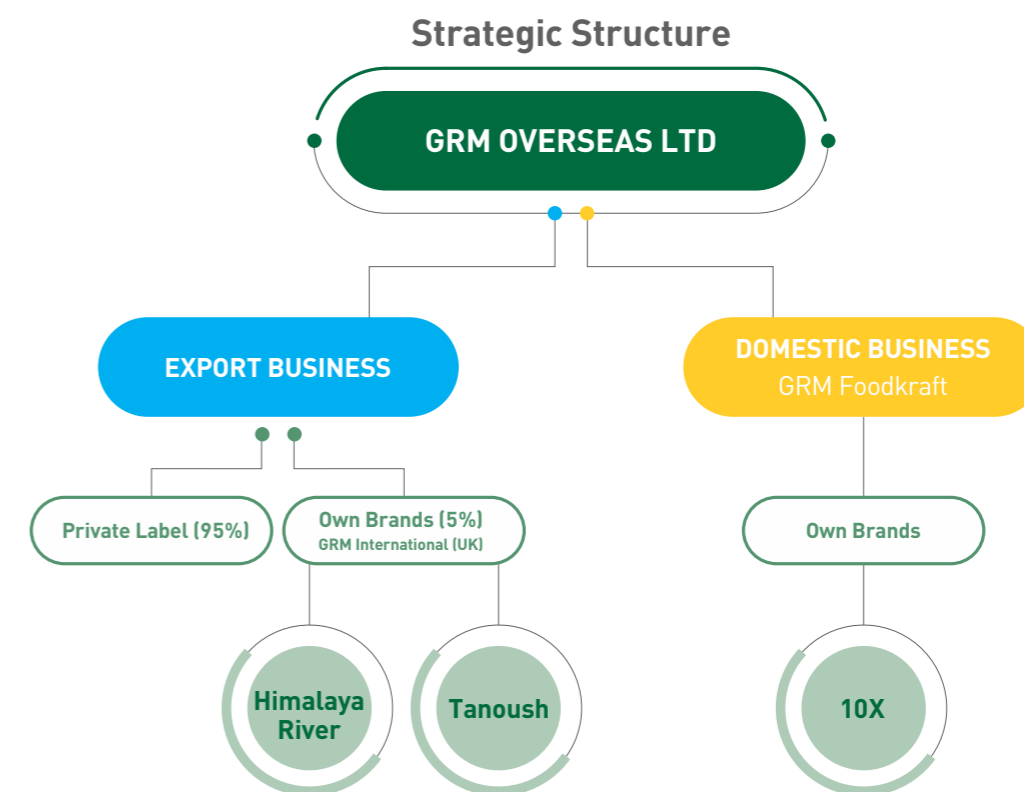 Strategic Structure
GRM OVERSEAS LTD
EXPORT BUSINESS
DOMESTIC BUSINESS
GRM Foodkraft
Private Label (95%)
Own Brands (5%)
GRM International (UK)
Own Brands
Himalaya
River
Tanoush
10X